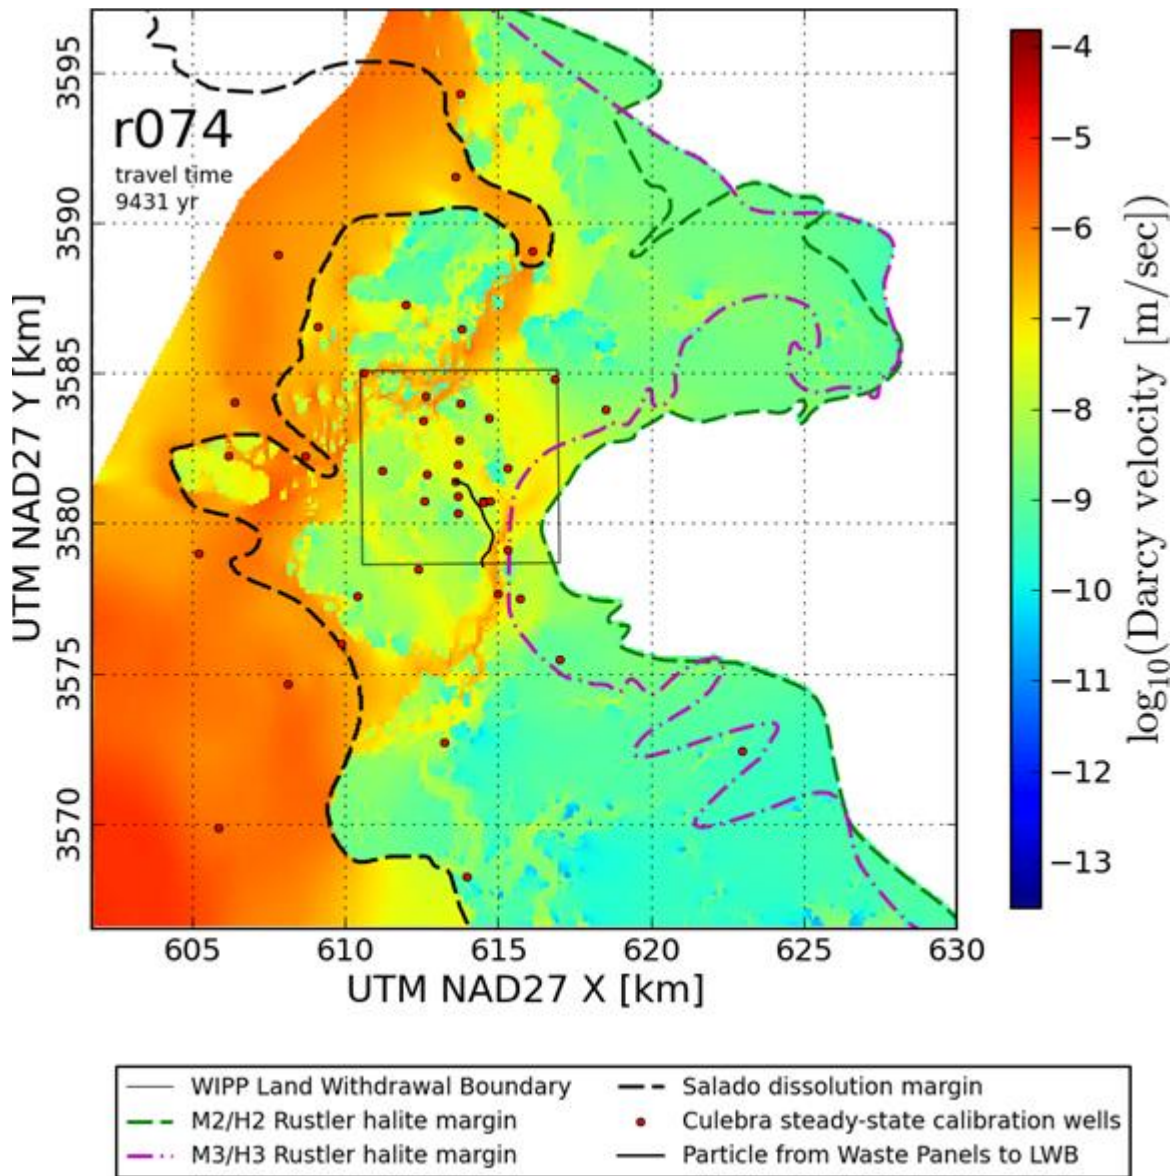 r074
travel time
9431 yr
UTM NAD27 Y [km]
3595
3590
3585
3580
3575
3570
605 610 615 620 625 630
UTM NAD27 X [km]
−4
−5
−6
−7
−8
−9
−10
−11
−12
−13
log10(Darcy velocity [m/sec])
WIPP Land Withdrawal Boundary
M2/H2 Rustler halite margin
M3/H3 Rustler halite margin
Salado dissolution margin
Culebra steady-state calibration wells
Particle from Waste Panels to LWB